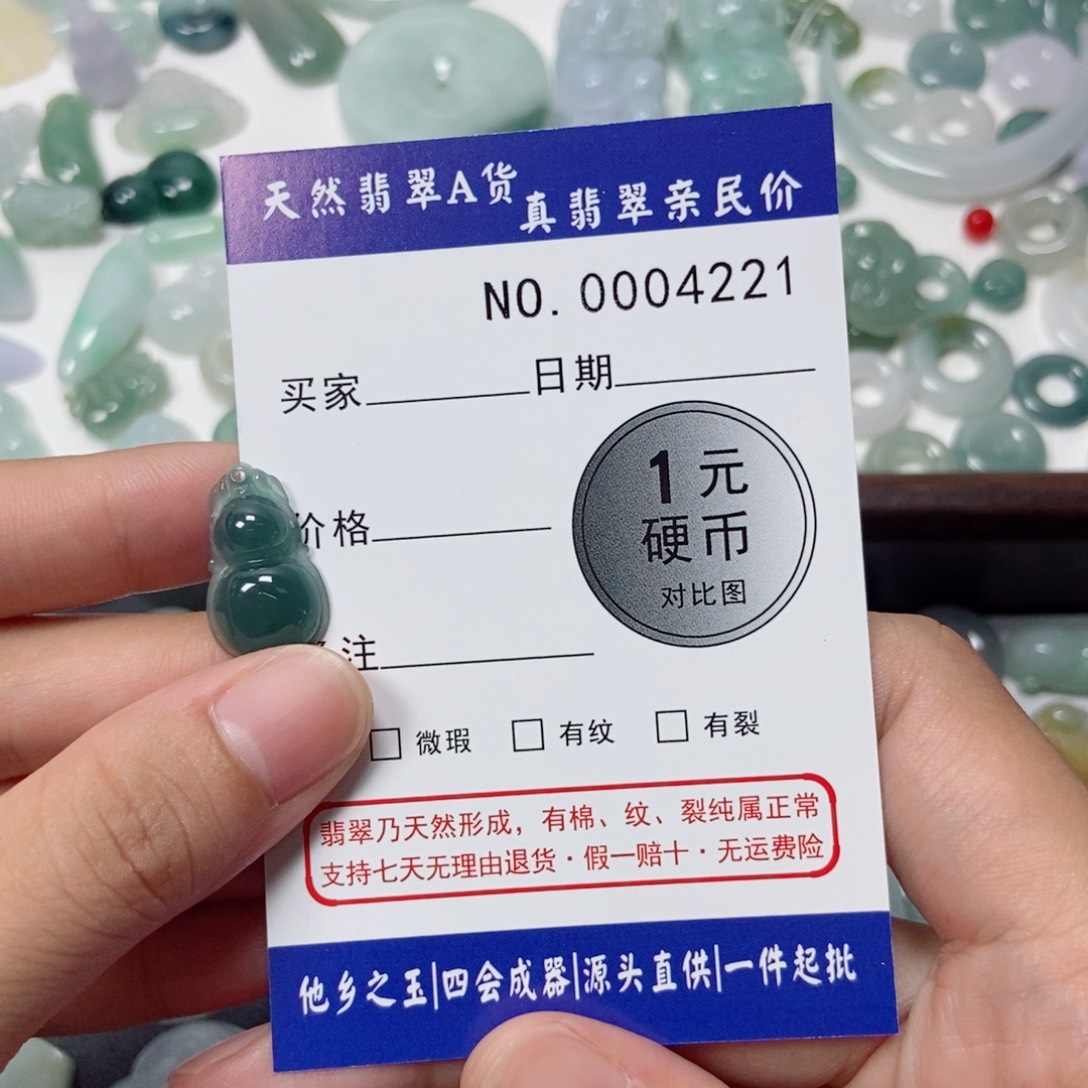 天然翡翠A货 真翡翠亲民价
NO. 0004221
买家 日期
价格
1元
硬币
对比图
备注
微瑕 有纹 有裂
翡翠乃天然形成，有棉、纹、裂纯属正常
支持七天无理由退货·假一赔十·无运费险
他乡之玉|四会成器|源头直供|一件起批